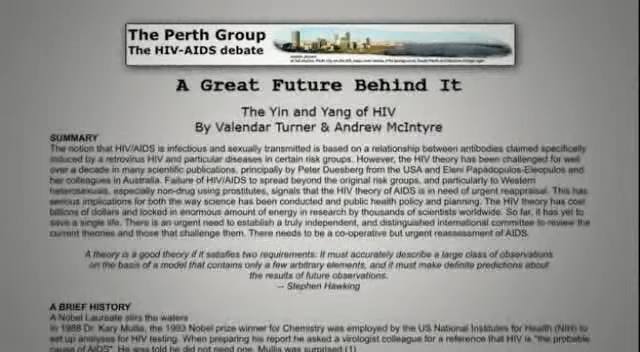 The Perth Group
The HIV-AIDS debate
A Great Future Behind It
The Yin and Yang of HIV
By Valendar Turner & Andrew McIntyre
SUMMARY
The notion that HIV/AIDS is infectious and sexually transmitted is based on a relationship between antibodies claimed specifically
induced by a retrovirus HIV and particular diseases in certain risk groups. However, the HIV theory has been challenged for well
over a decade in many scientific publications, principally by Peter Duesberg from the USA and Eleni Papadopulos-Eleopulos and
her colleagues in Australia. Failure of HIV/AIDS to spread beyond the original risk groups, and particularly to Western
heterosexuals, especially non-drug using prostitutes, signals that the HIV theory of AIDS is in need of urgent reappraisal. This has
serious implications for both the way science has been conducted and public health policy and planning. The HIV theory has cost
billions of dollars and locked in enormous amount of energy in research by thousands of scientists worldwide. So far, it has yet to
save a single life. There is an urgent need to establish a truly independent, and distinguished international committee to review the
current theories and those that challenge them. There needs to be a co-operative but urgent reassessment of AIDS.
A theory is a good theory if it satisfies two requirements: It must accurately describe a large class of observations
on the basis of a model that contains only a few arbitrary elements, and it must make definite predictions about
the results of future observations.
-- Stephen Hawking
A BRIEF HISTORY
A Nobel Laureate stirs the waters
In 1988 Dr. Kary Mullis, the 1993 Nobel prize winner for Chemistry was employed by the US National Institutes for Health (NIH) to
set up analyses for HIV testing. When preparing his report he asked a virologist colleague for a reference that HIV is "the probable
cause of AIDS". He was told he did not need one. Mullis was surprised (1)